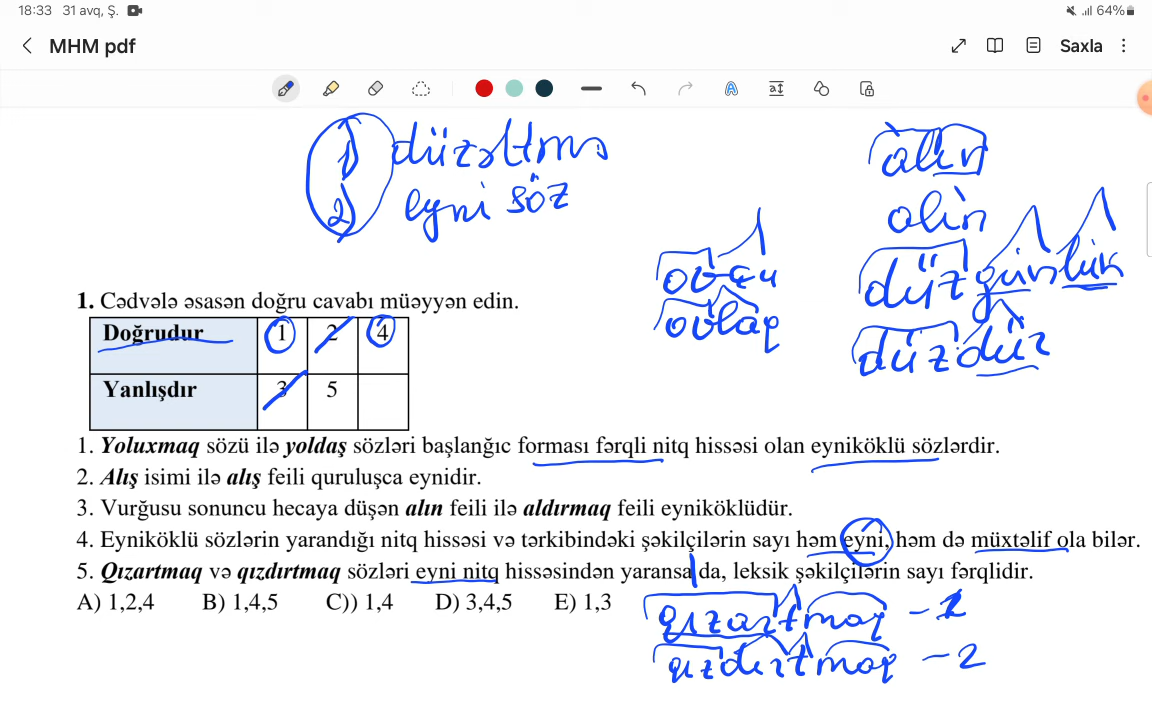 18:33 31 avq, Ş. 64%
MHM pdf Saxla
1) düzəltmə
2) eyni söz
alın
alın
ovçu
ovlaq
düzgünlük
düzdür
1. Cədvələ əsasən doğru cavabı müəyyən edin.
Doğrudur 1 2 4
Yanlışdır 3 5
1. Yoluxmaq sözü ilə yoldaş sözləri başlanğıc forması fərqli nitq hissəsi olan eyniköklü sözlərdir.
2. Alış isimi ilə alış feili quruluşca eynidir.
3. Vurğusu sonuncu hecaya düşən alın feili ilə aldırmaq feili eyniköklüdür.
4. Eyniköklü sözlərin yarandığı nitq hissəsi və tərkibindəki şəkilçilərin sayı həm eyni, həm də müxtəlif ola bilər.
5. Qızartmaq və qızdırtmaq sözləri eyni nitq hissəsindən yaransa da, leksik şəkilçilərin sayı fərqlidir.
A) 1,2,4 B) 1,4,5 C)) 1,4 D) 3,4,5 E) 1,3
qızartmaq - 2
qızdırtmaq - 2